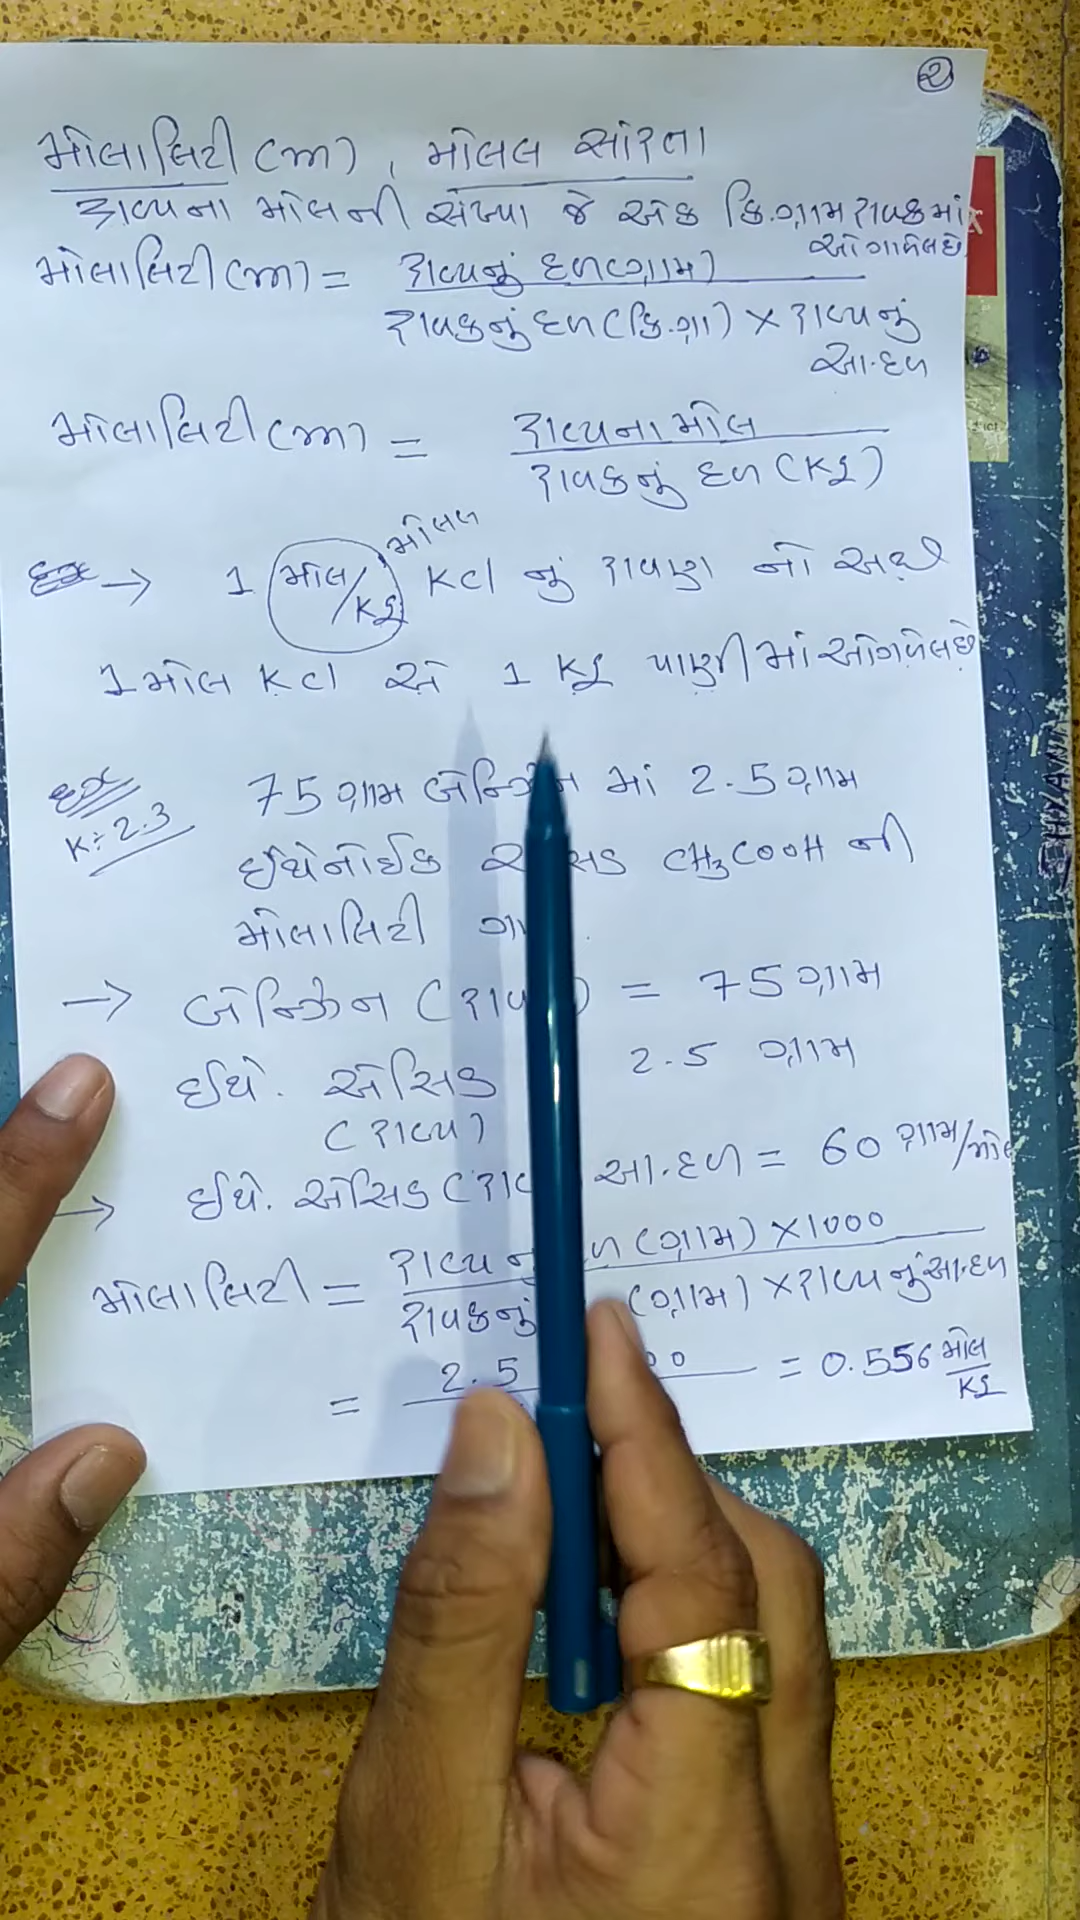 ૨
મોલાલિટી (m), મોલલ સાંદ્રતા
દ્રાવ્યના મોલની સંખ્યા જે એક કિ.ગ્રામ દ્રાવકમાં
ઓગાળેલ છે
મોલાલિટી (m) = દ્રાવ્યનું દળ (ગ્રામ)
દ્રાવકનું દળ (કિ.ગ્રા) × દ્રાવ્યનું
આ.દળ
મોલાલિટી (m) = દ્રાવ્યના મોલ
દ્રાવકનું દળ (Kg)
મોલલ
Ex → 1 મોલ/Kg KCl નું દ્રાવણ નો અર્થ
1 મોલ KCl એ 1 Kg પાણીમાં ઓગળેલ છે
Ex 75 ગ્રામ બેન્ઝિન માં 2.5 ગ્રામ
K:-2.3
ઈથેનોઈક CH3COOH ની
મોલાલિટી
→ બેન્ઝિન = 75 ગ્રામ
ઈથે. એસિડ 2.5 ગ્રામ
(દ્રાવ્ય)
→ ઈથે. એસિડ આ.દળ = 60 ગ્રામ/મોલ
મોલાલિટી = દ્રાવ્ય (ગ્રામ) × 1000
દ્રાવકનું (ગ્રામ) × દ્રાવ્યનું આ.દળ
= 2.5 = 0.556 મોલ
Kg